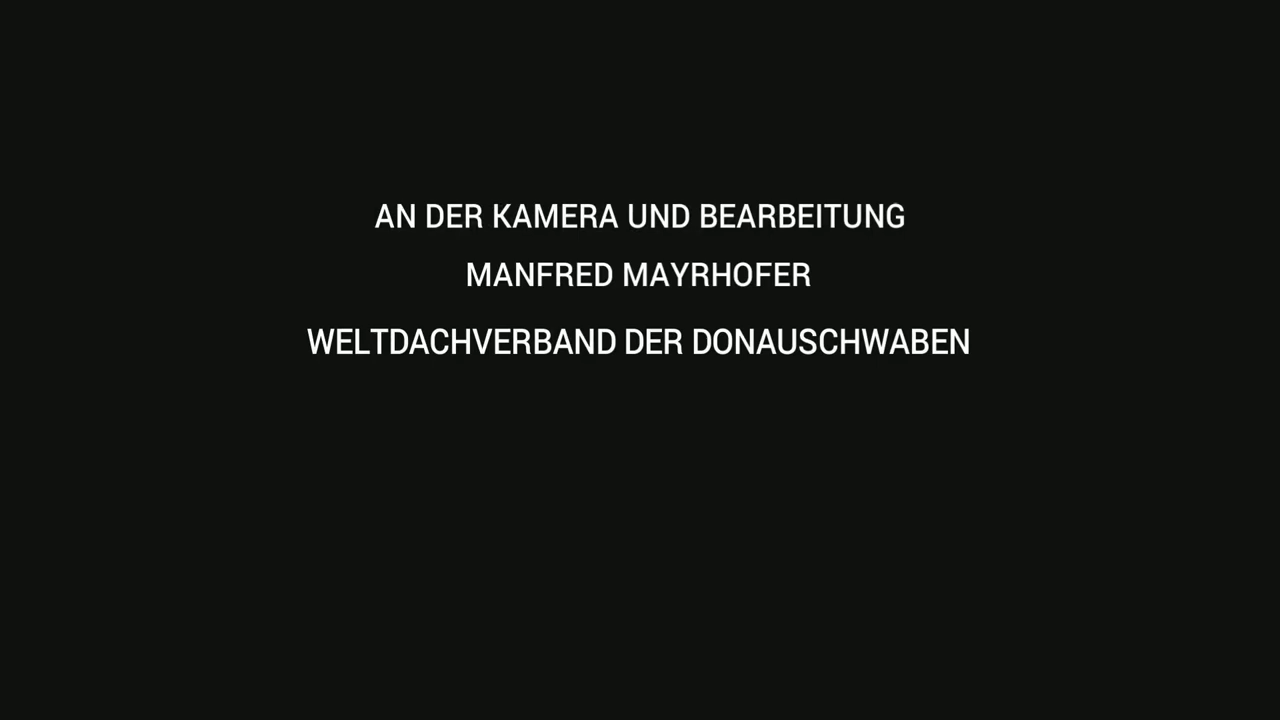 AN DER KAMERA UND BEARBEITUNG
MANFRED MAYRHOFER
WELTDACHVERBAND DER DONAUSCHWABEN